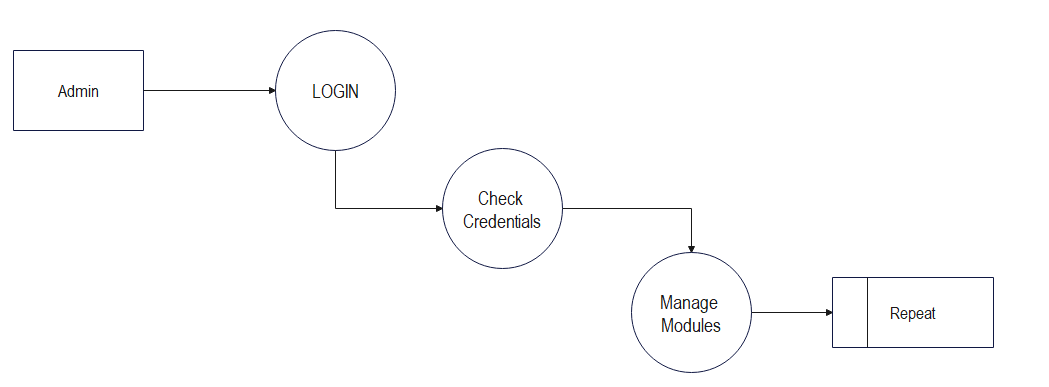 Admin
LOGIN
Check
Credentials
Manage
Modules
Repeat